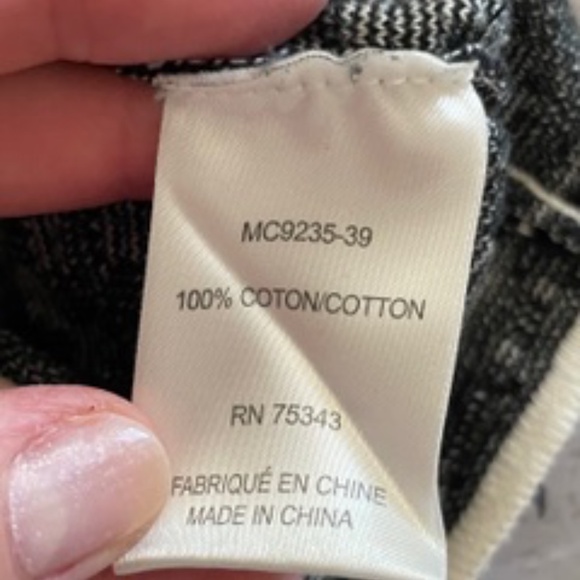 MC9235-39
100% COTON/COTTON
RN 75343
FABRIQUÉ EN CHINE
MADE IN CHINA